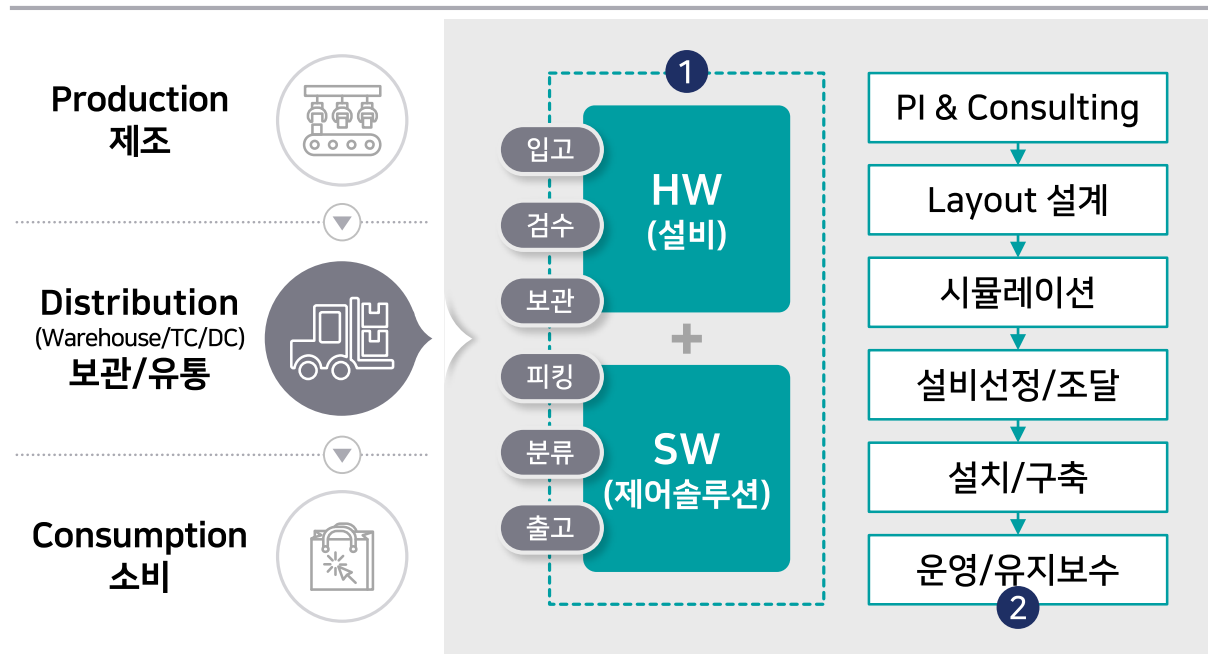 Production
제조
Distribution
(Warehouse/TC/DC)
보관/유통
Consumption
소비
1
입고
검수
보관
피킹
분류
출고
HW
(설비)
+
SW
(제어솔루션)
PI & Consulting
Layout 설계
시뮬레이션
설비선정/조달
설치/구축
운영/유지보수
2